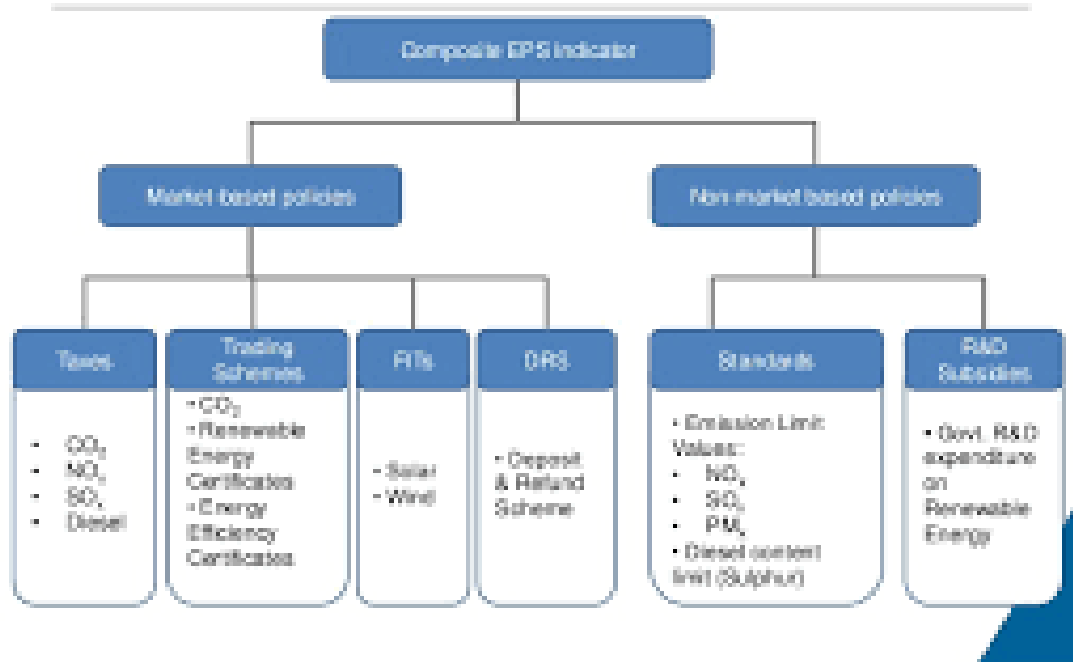 Composite EPS indicator
Market-based policies
Non-market based policies
Taxes
• CO₂
• NOₓ
• SOₓ
• Diesel
Trading
Schemes
• CO₂
• Renewable
Energy
Certificates
• Energy
Efficiency
Certificates
FITs
• Solar
• Wind
DRS
• Deposit
& Refund
Scheme
Standards
• Emission Limit
Values:
• NOₓ
• SOₓ
• PMₓ
• Diesel content
limit (Sulphur)
R&D
Subsidies
• Govt. R&D
expenditure
on
Renewable
Energy